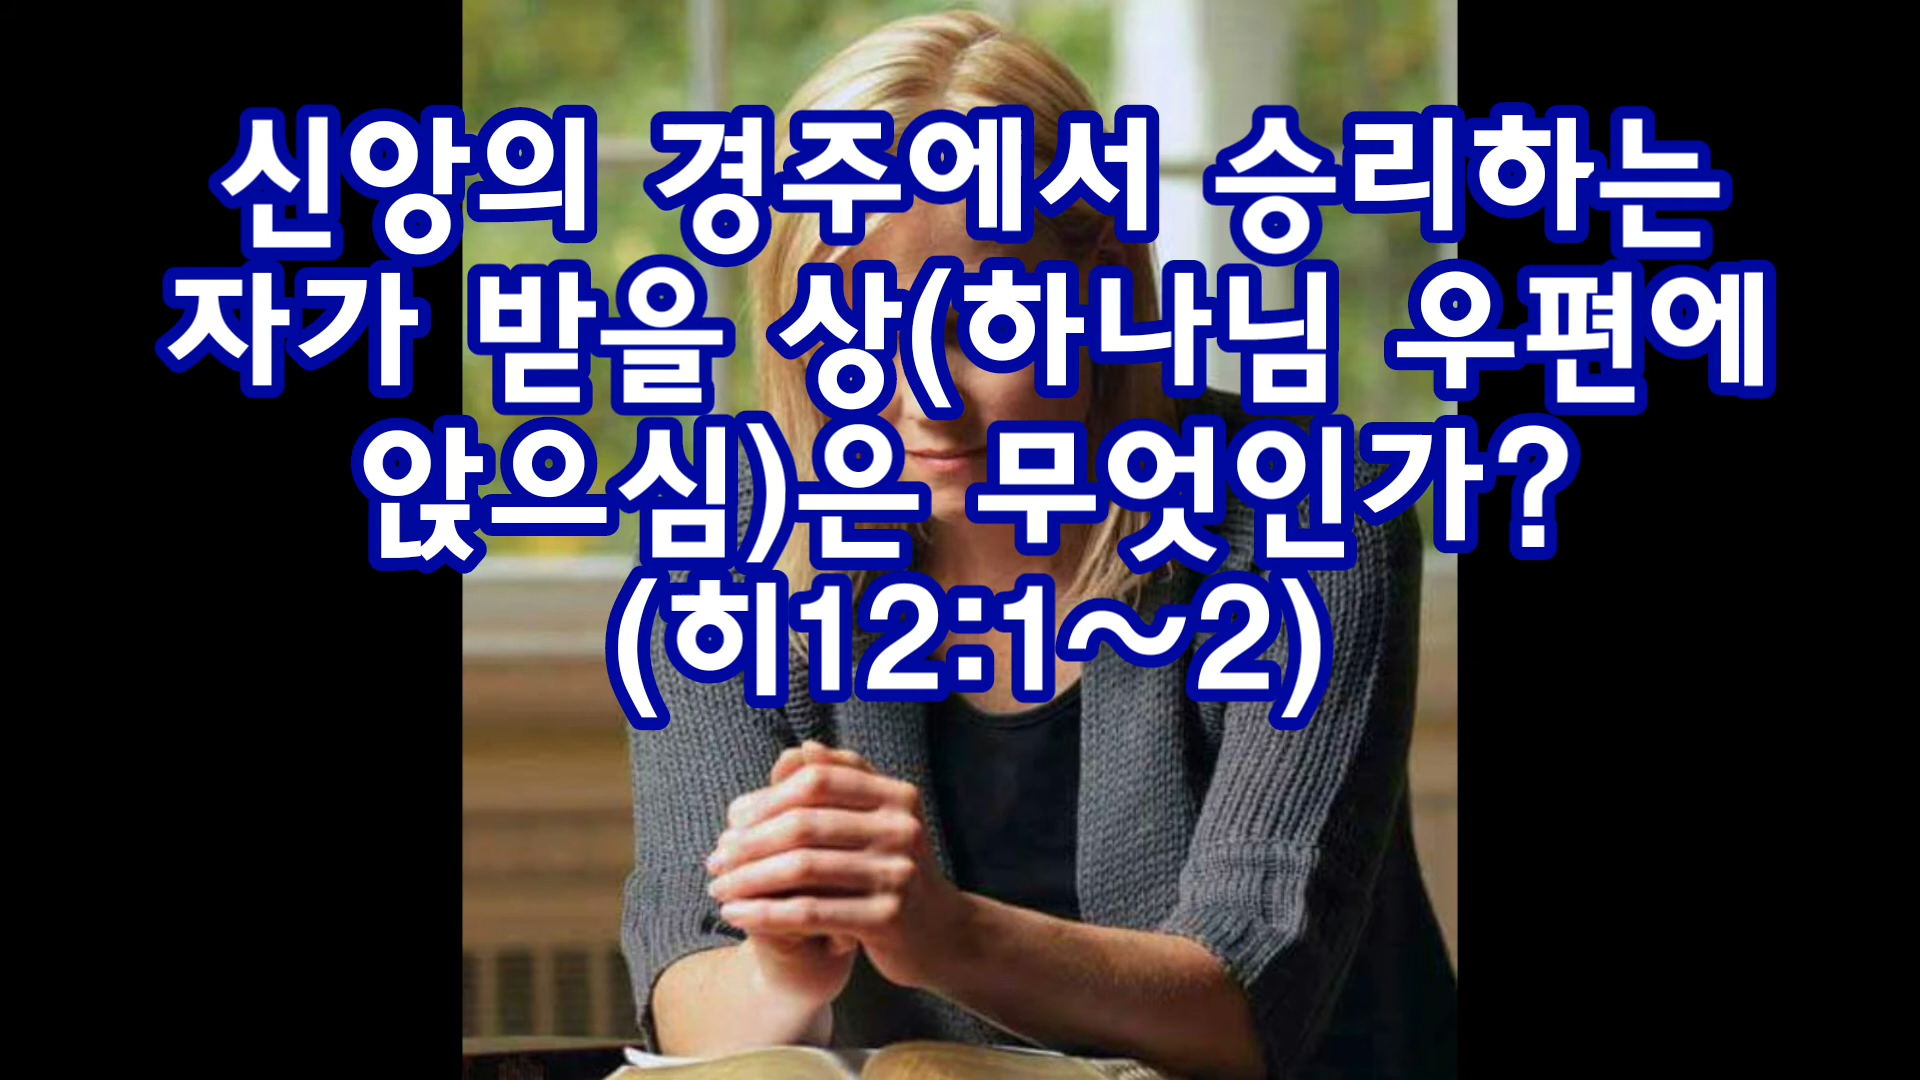 신앙의 경주에서 승리하는
자가 받을 상(하나님 우편에
앉으심)은 무엇인가?
(히12:1~2)